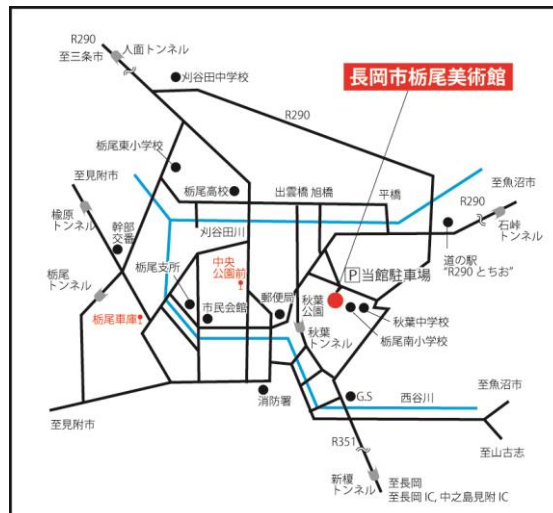 R290
至三条市
人面トンネル
刈谷田中学校
R290
長岡市栃尾美術館
栃尾東小学校
至見附市
栃尾高校
出雲橋 旭橋
平橋
至魚沼市
R290
楡原
トンネル
幹部
交番
刈谷田川
石峠
トンネル
道の駅
"R290 とちお"
栃尾支所
中央
公園前
P当館駐車場
栃尾
トンネル
市民会館
郵便局
秋葉
公園
秋葉中学校
栃尾車庫
秋葉
トンネル
栃尾南小学校
消防署
G.S
西谷川
至魚沼市
至見附市
R351
至山古志
新榎
トンネル
至長岡
至長岡 IC, 中之島見附 IC